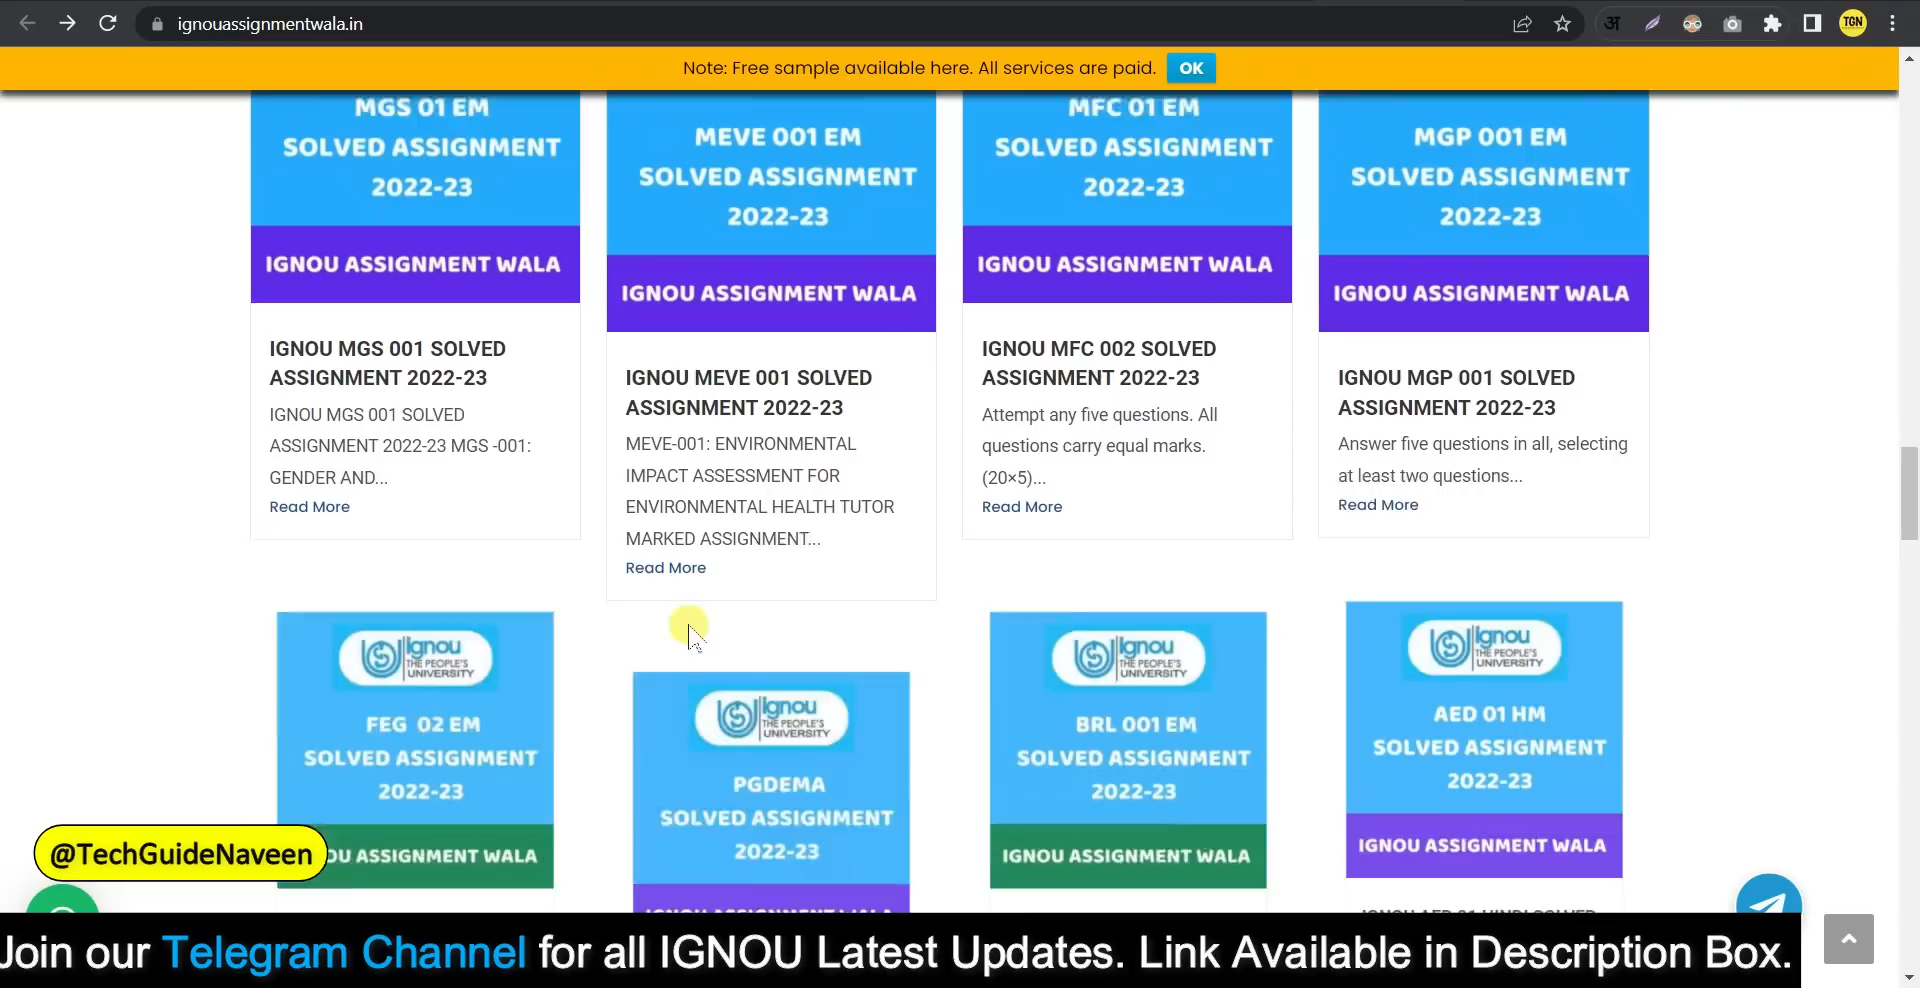 ignouassignmentwala.in
अ
TGN
Note: Free sample available here. All services are paid.
OK
MGS 01 EM
SOLVED ASSIGNMENT
2022-23
IGNOU ASSIGNMENT WALA
IGNOU MGS 001 SOLVED
ASSIGNMENT 2022-23
IGNOU MGS 001 SOLVED
ASSIGNMENT 2022-23 MGS -001:
GENDER AND...
Read More
MEVE 001 EM
SOLVED ASSIGNMENT
2022-23
IGNOU ASSIGNMENT WALA
IGNOU MEVE 001 SOLVED
ASSIGNMENT 2022-23
MEVE-001: ENVIRONMENTAL
IMPACT ASSESSMENT FOR
ENVIRONMENTAL HEALTH TUTOR
MARKED ASSIGNMENT...
Read More
MFC 01 EM
SOLVED ASSIGNMENT
2022-23
IGNOU ASSIGNMENT WALA
IGNOU MFC 002 SOLVED
ASSIGNMENT 2022-23
Attempt any five questions. All
questions carry equal marks.
(20×5)...
Read More
MGP 001 EM
SOLVED ASSIGNMENT
2022-23
IGNOU ASSIGNMENT WALA
IGNOU MGP 001 SOLVED
ASSIGNMENT 2022-23
Answer five questions in all, selecting
at least two questions...
Read More
ignou
THE PEOPLE'S
UNIVERSITY
FEG 02 EM
SOLVED ASSIGNMENT
2022-23
OU ASSIGNMENT WALA
ignou
THE PEOPLE'S
UNIVERSITY
PGDEMA
SOLVED ASSIGNMENT
2022-23
IGNOU ASSIGNMENT WALA
ignou
THE PEOPLE'S
UNIVERSITY
BRL 001 EM
SOLVED ASSIGNMENT
2022-23
IGNOU ASSIGNMENT WALA
ignou
THE PEOPLE'S
UNIVERSITY
AED 01 HM
SOLVED ASSIGNMENT
2022-23
IGNOU ASSIGNMENT WALA
IGNOU AED 01 HINDI SOLVED
@TechGuideNaveen
Join our Telegram Channel for all IGNOU Latest Updates. Link Available in Description Box.